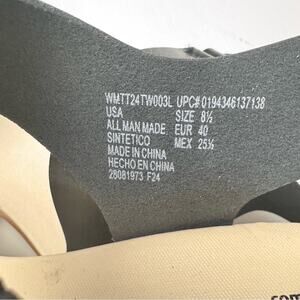 WMTT24TW003L UPC# 0194346137138
USA SIZE 8½
ALL MAN MADE. EUR 40
SINTETICO MEX 25½
MADE IN CHINA
HECHO EN CHINA
28081973 F24